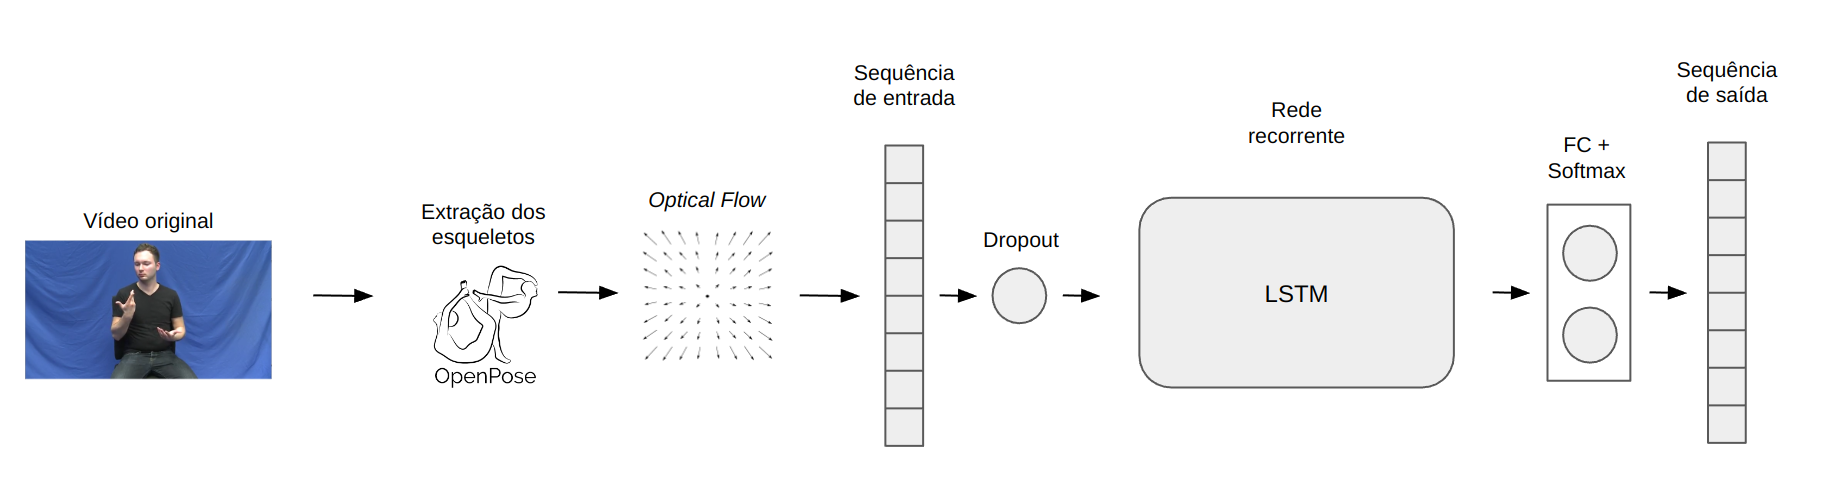 Vídeo original
Extração dos
esqueletos
OpenPose
Optical Flow
Sequência
de entrada
Dropout
Rede
recorrente
LSTM
FC +
Softmax
Sequência
de saída